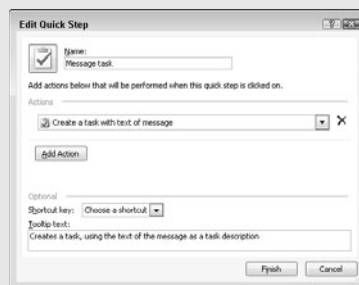 Edit Quick Step
Name:
Message task
Add actions below that will be performed when this quick step is clicked on.
Actions
Create a task with text of message
Add Action
Optional
Shortcut key: Choose a shortcut
Tooltip text:
Creates a task, using the text of the message as a task description
Finish Cancel